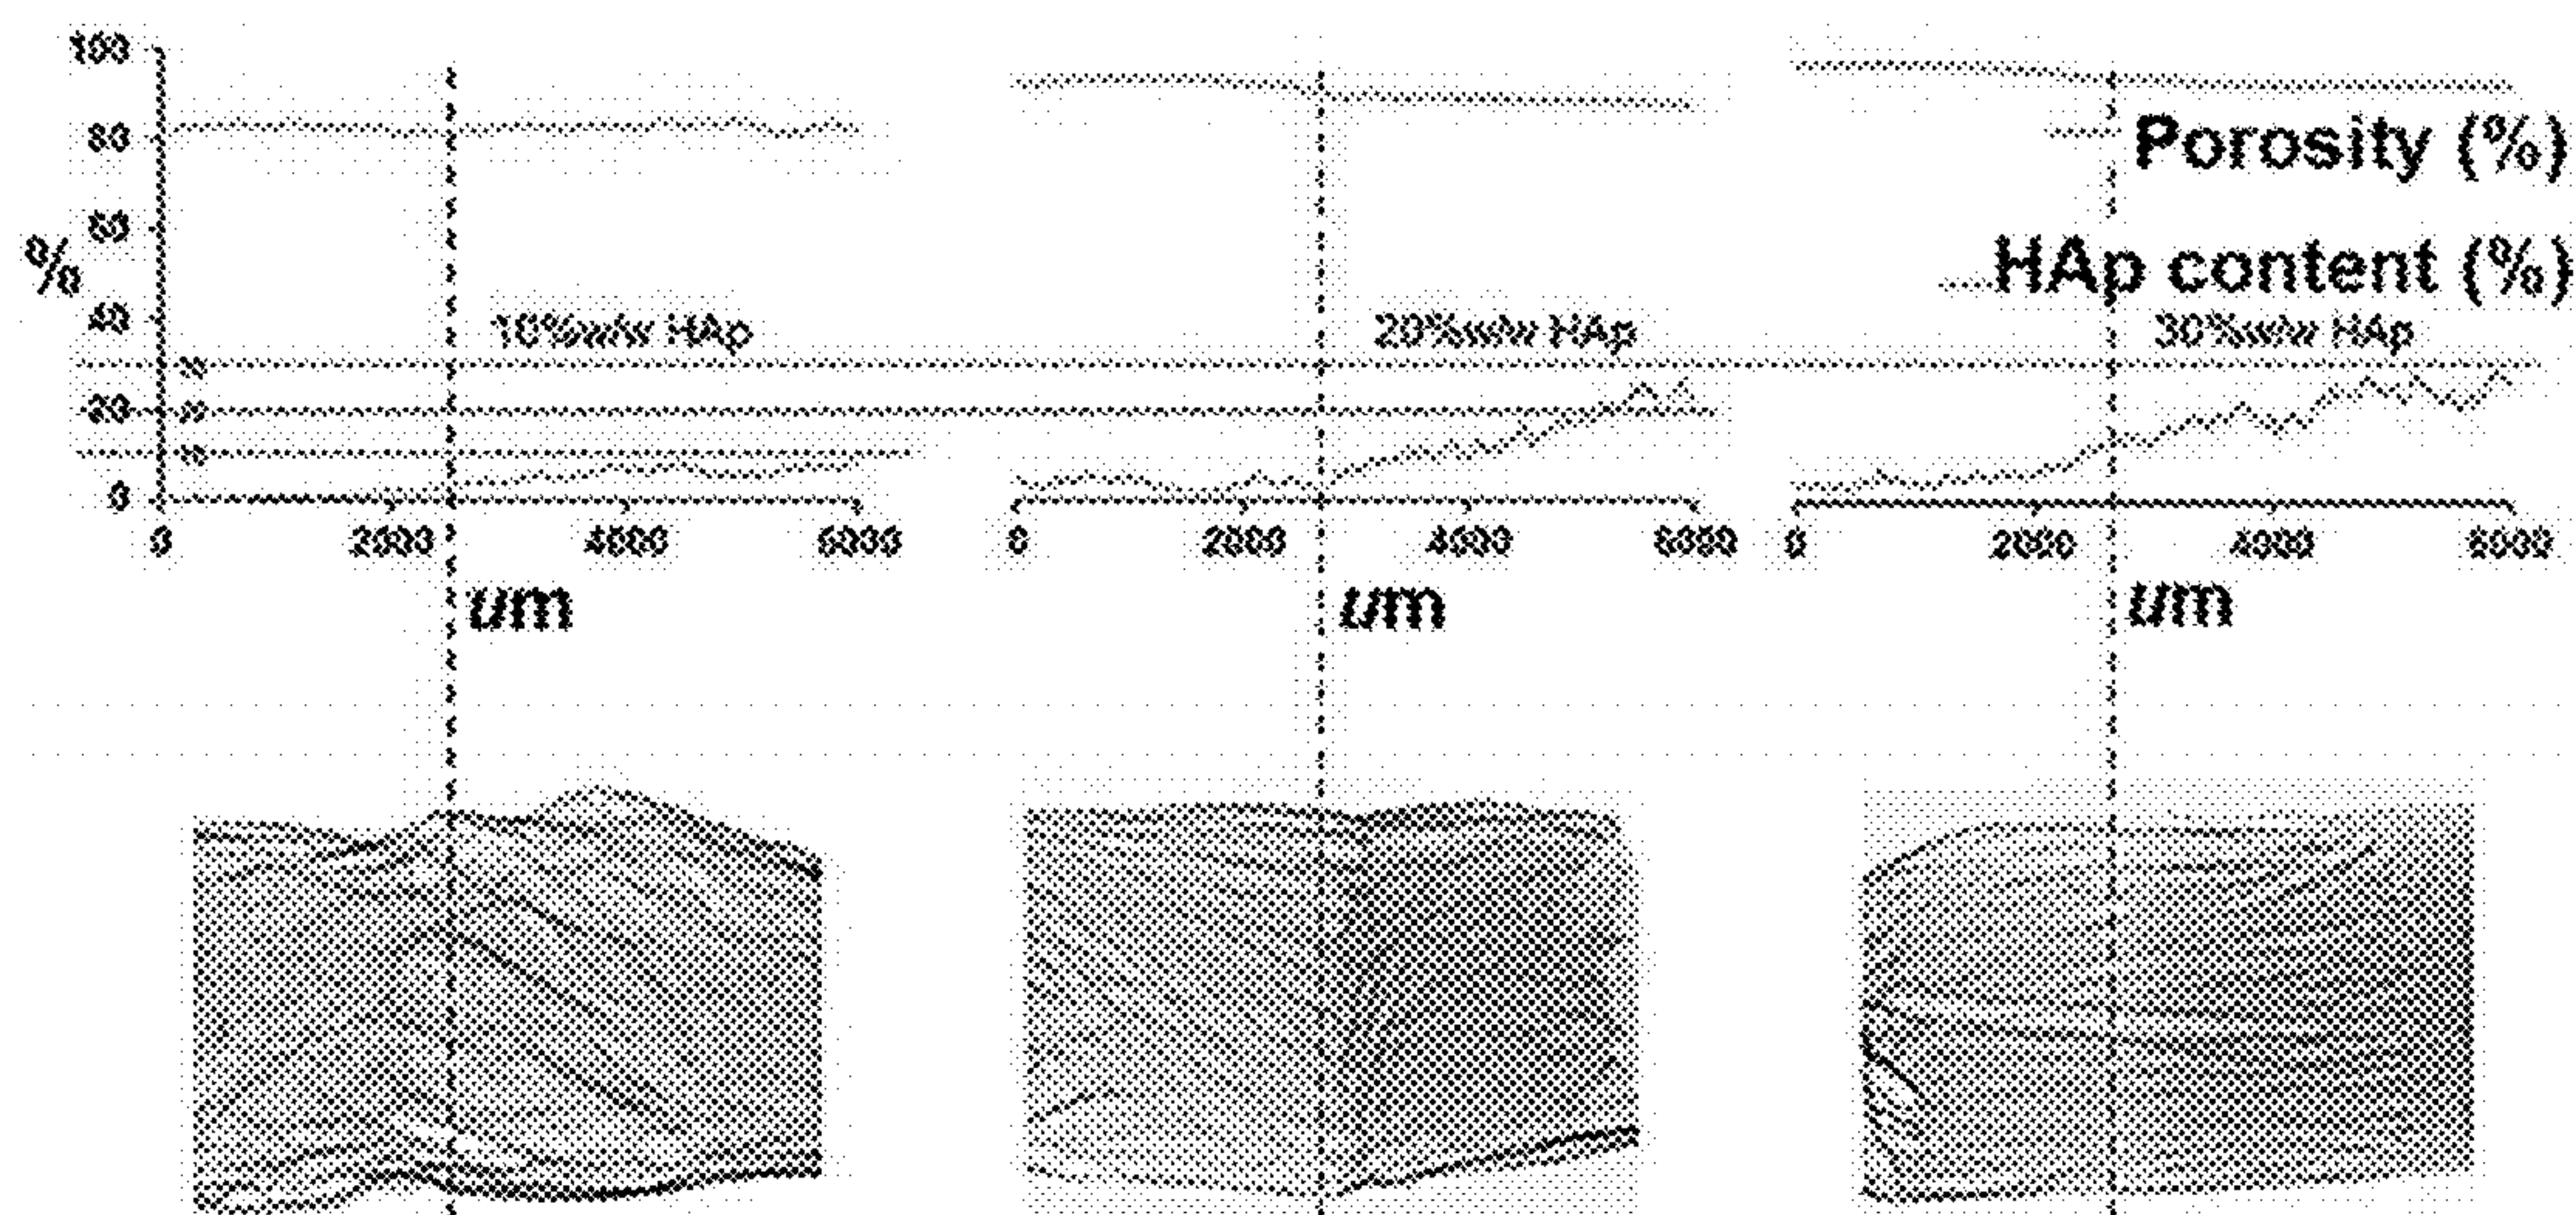 100
80
Porosity (%)
60
%
HAp content (%)
40
10%w/w HAp
20%w/w HAp
30%w/w HAp
20
0
0 2000 4000 6000
0 2000 4000 6000
0 2000 4000 6000
um
um
um